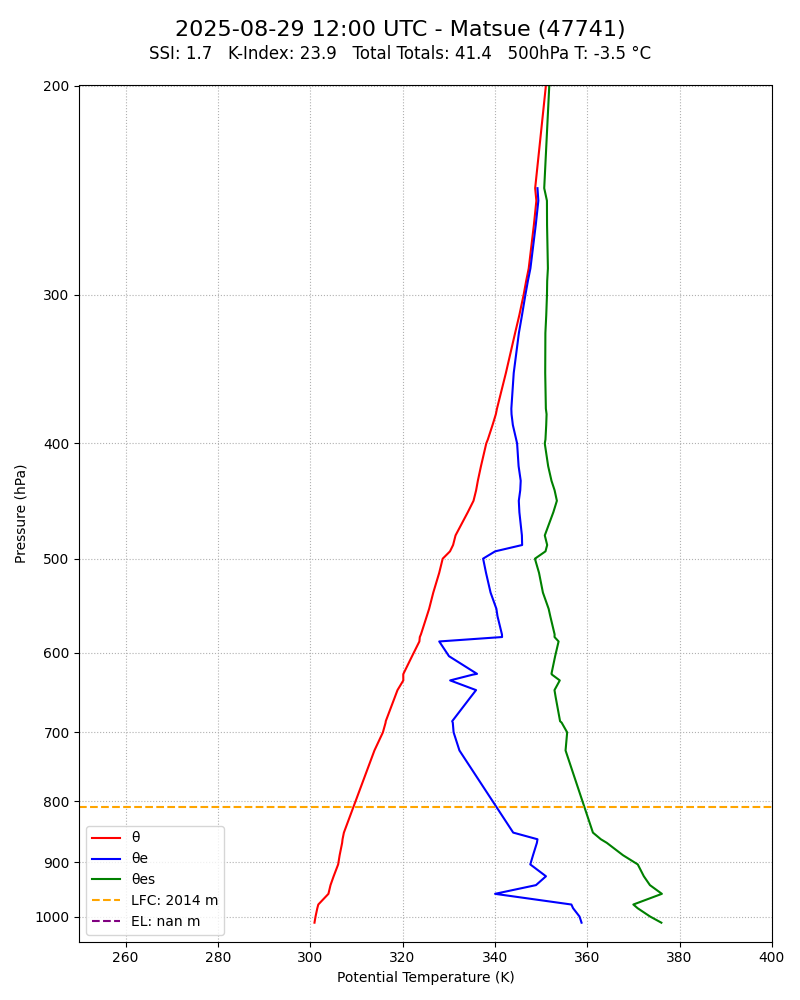 2025-08-29 12:00 UTC - Matsue (47741)
SSI: 1.7   K-Index: 23.9   Total Totals: 41.4   500hPa T: -3.5 °C
200
300
400
500
600
700
800
900
1000
Pressure (hPa)
θ
θe
θes
LFC: 2014 m
EL: nan m
260
280
300
320
340
360
380
400
Potential Temperature (K)